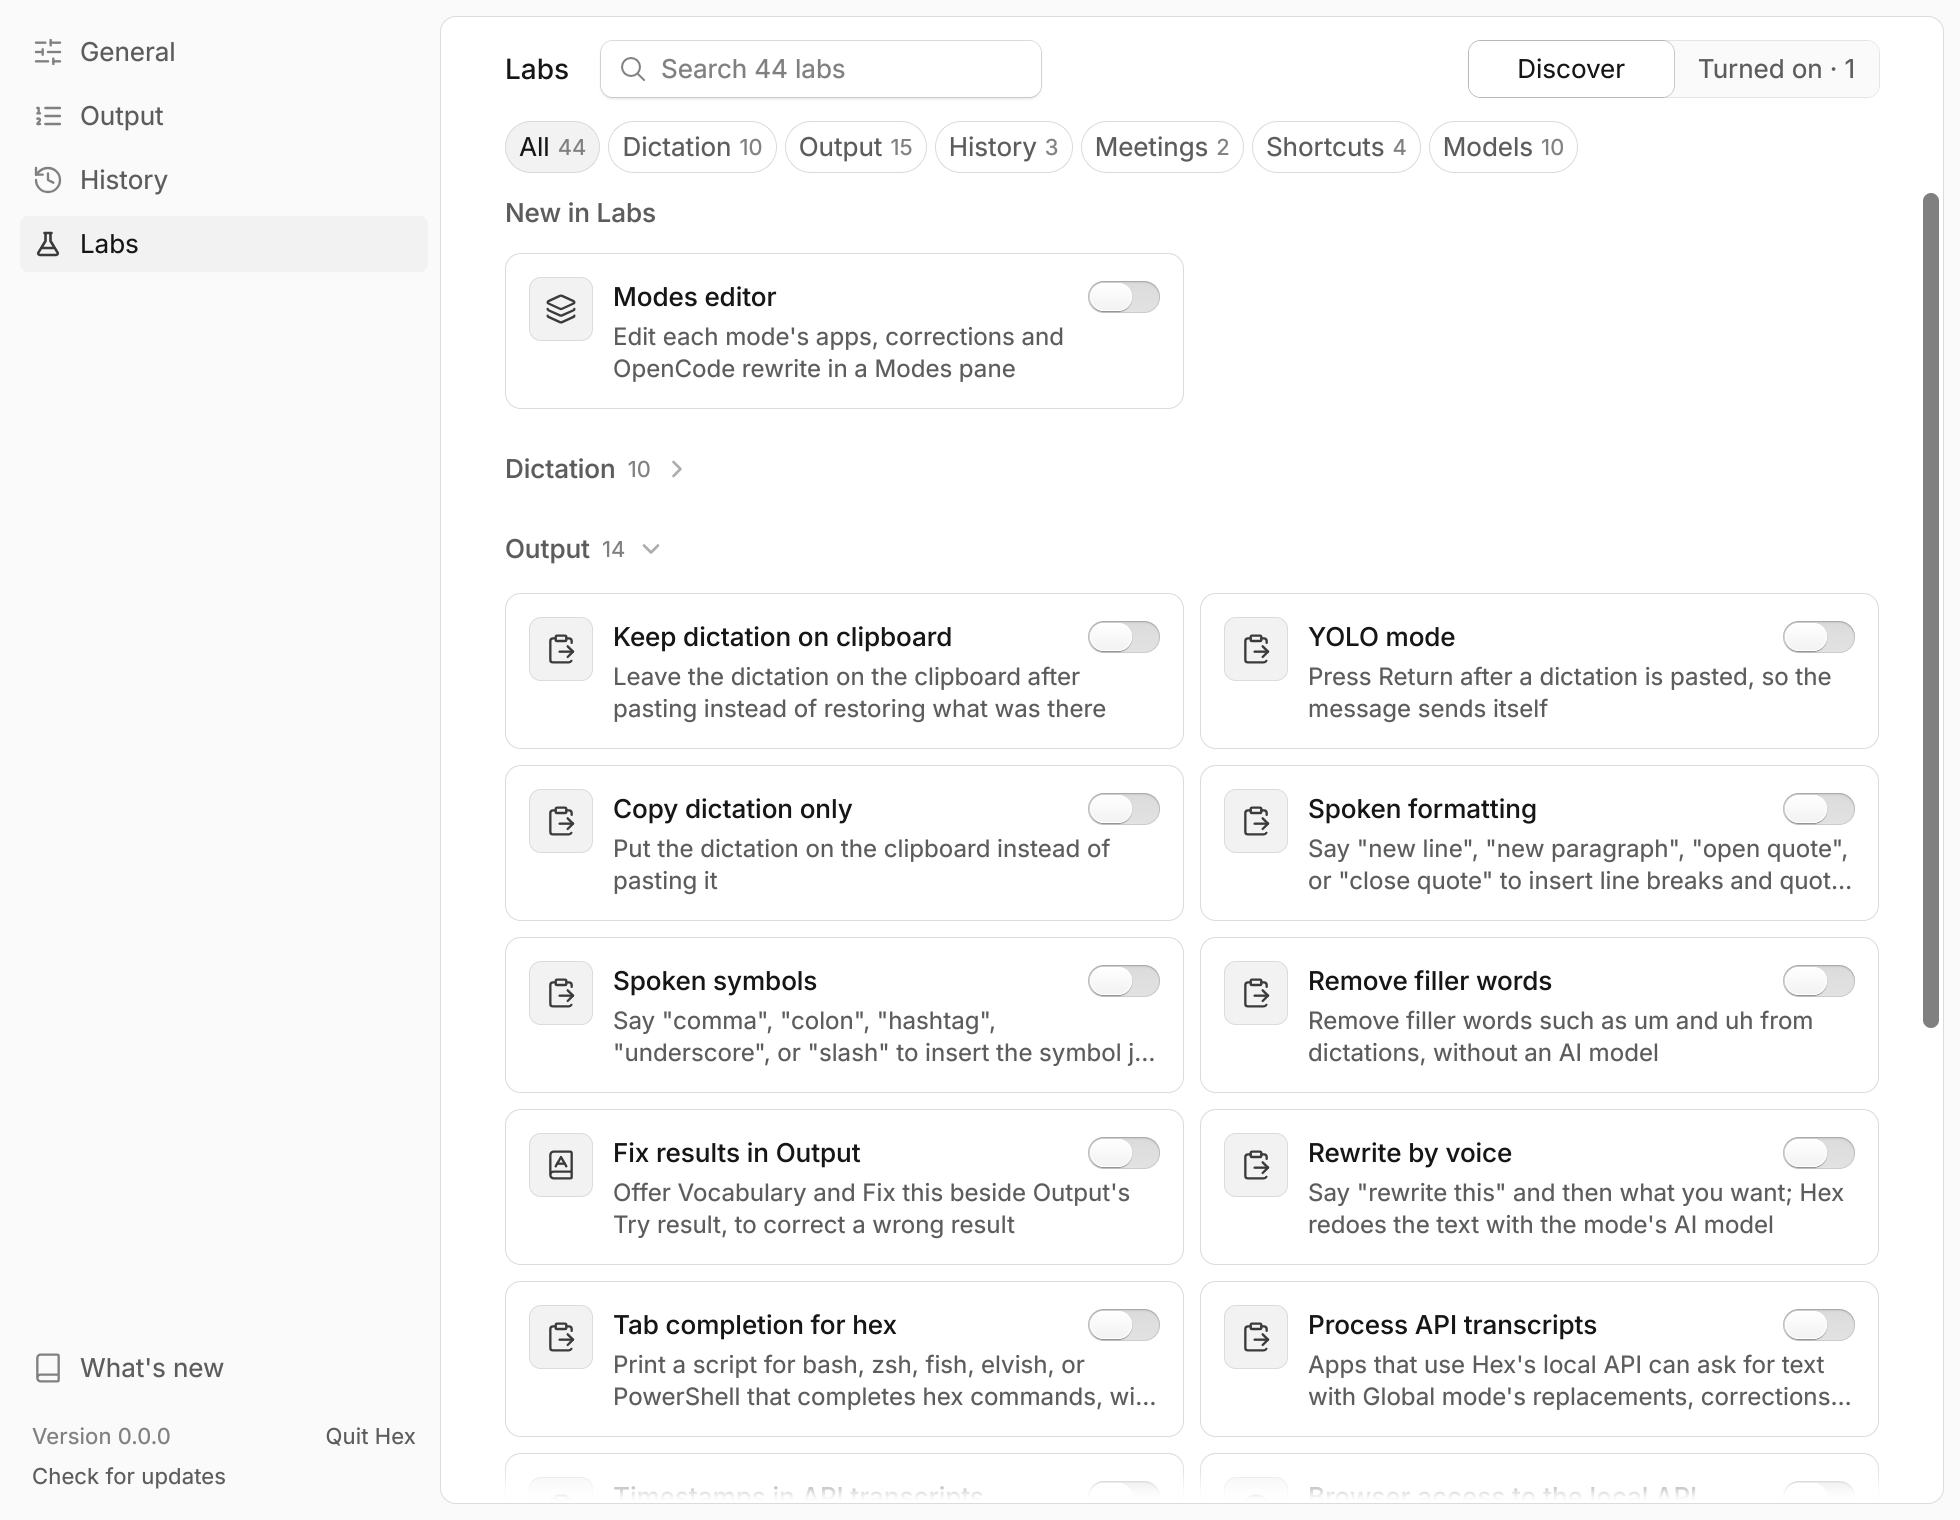 General
Output
History
Labs
What's new
Version 0.0.0
Quit Hex
Check for updates
Labs
Search 44 labs
Discover
Turned on · 1
All 44
Dictation 10
Output 15
History 3
Meetings 2
Shortcuts 4
Models 10
New in Labs
Modes editor
Edit each mode's apps, corrections and
OpenCode rewrite in a Modes pane
Dictation 10
Output 14
Keep dictation on clipboard
Leave the dictation on the clipboard after
pasting instead of restoring what was there
YOLO mode
Press Return after a dictation is pasted, so the
message sends itself
Copy dictation only
Put the dictation on the clipboard instead of
pasting it
Spoken formatting
Say "new line", "new paragraph", "open quote",
or "close quote" to insert line breaks and quot...
Spoken symbols
Say "comma", "colon", "hashtag",
"underscore", or "slash" to insert the symbol j...
Remove filler words
Remove filler words such as um and uh from
dictations, without an AI model
Fix results in Output
Offer Vocabulary and Fix this beside Output's
Try result, to correct a wrong result
Rewrite by voice
Say "rewrite this" and then what you want; Hex
redoes the text with the mode's AI model
Tab completion for hex
Print a script for bash, zsh, fish, elvish, or
PowerShell that completes hex commands, wi...
Process API transcripts
Apps that use Hex's local API can ask for text
with Global mode's replacements, corrections...
Timestamps in API transcripts
Browser access to the local API